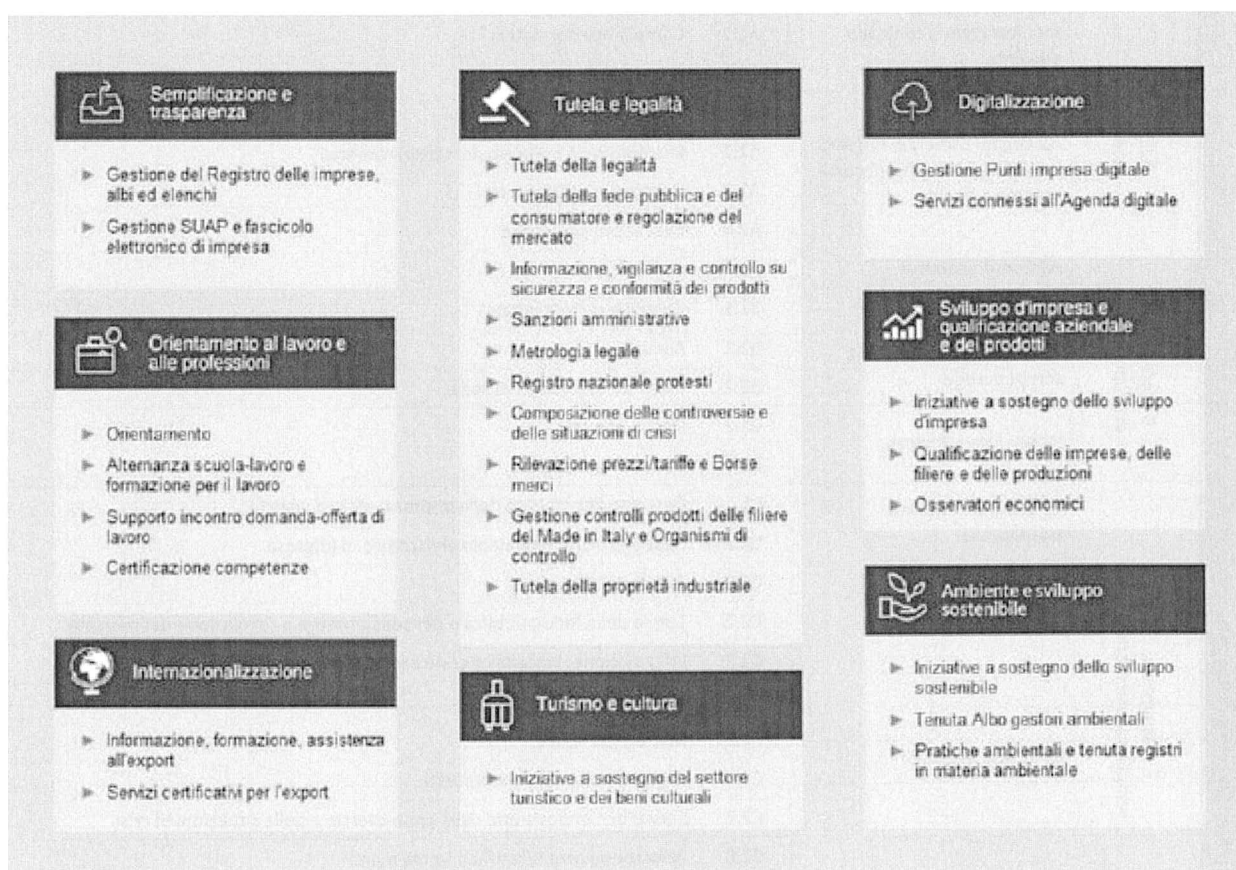 Semplificazione e
trasparenza
Gestione del Registro delle imprese,
albi ed elenchi
Gestione SUAP e fascicolo
elettronico di impresa
Orientamento al lavoro e
alle professioni
Orientamento
Alternanza scuola-lavoro e
formazione per il lavoro
Supporto incontro domanda-offerta di
lavoro
Certificazione competenze
Internazionalizzazione
Informazione, formazione, assistenza
all'export
Servizi certificativi per l'export
Tutela e legalità
Tutela della legalità
Tutela della fede pubblica e del
consumatore e regolazione del
mercato
Informazione, vigilanza e controllo su
sicurezza e conformità dei prodotti
Sanzioni amministrative
Metrologia legale
Registro nazionale protesti
Composizione delle controversie e
delle situazioni di crisi
Rilevazione prezzi/tariffe e Borse
merci
Gestione controlli prodotti delle filiere
del Made in Italy e Organismi di
controllo
Tutela della proprietà industriale
Turismo e cultura
Iniziative a sostegno del settore
turistico e dei beni culturali
Digitalizzazione
Gestione Punti impresa digitale
Servizi connessi all'Agenda digitale
Sviluppo d'impresa e
qualificazione aziendale
e dei prodotti
Iniziative a sostegno dello sviluppo
d'impresa
Qualificazione delle imprese, delle
filiere e delle produzioni
Osservatori economici
Ambiente e sviluppo
sostenibile
Iniziative a sostegno dello sviluppo
sostenibile
Tenuta Albo gestori ambientali
Pratiche ambientali e tenuta registri
in materia ambientale